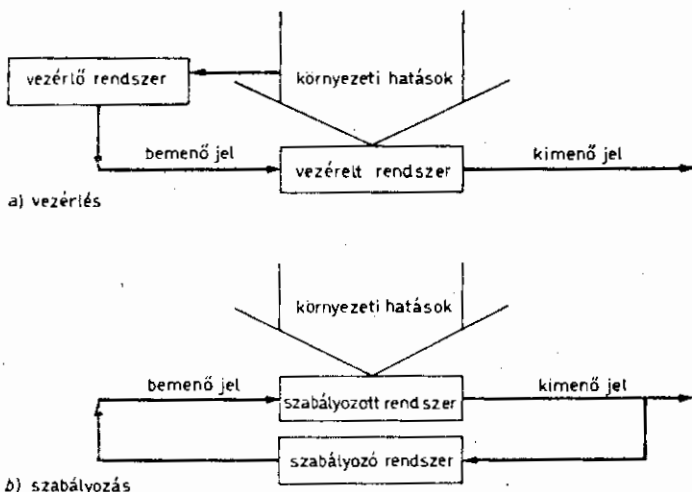 vezérlő rendszer
környezeti hatások
bemenő jel
vezérelt rendszer
kimenő jel
a) vezérlés
környezeti hatások
bemenő jel
szabályozott rendszer
kimenő jel
szabályozó rendszer
b) szabályozás